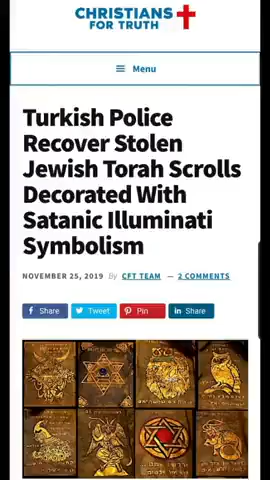 CHRISTIANS
FOR TRUTH
Menu
Turkish Police
Recover Stolen
Jewish Torah Scrolls
Decorated With
Satanic Illuminati
Symbolism
NOVEMBER 25, 2019 By CFT TEAM — 2 COMMENTS
Share Tweet Pin Share